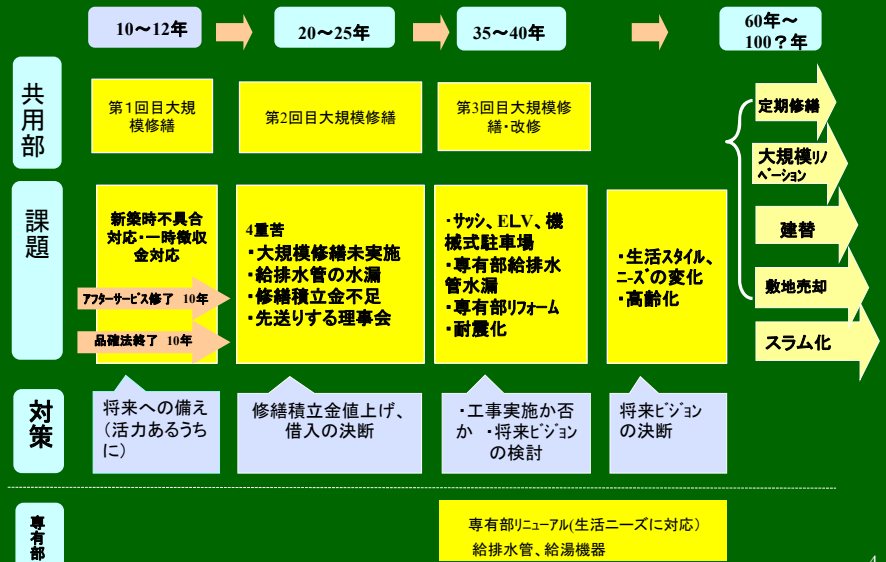 10～12年
20～25年
35～40年
60年～
100？年
共用部
第１回目大規
模修繕
第2回目大規模修繕
第3回目大規模修
繕・改修
定期修繕
大規模ﾘﾉ
ﾍﾞｰｼｮﾝ
建替
敷地売却
スラム化
課題
新築時不具合
対応・一時徴収
金対応
ｱﾌﾀｰｻｰﾋﾞｽ修了 10年
品確法終了 10年
4重苦
・大規模修繕未実施
・給排水管の水漏
・修繕積立金不足
・先送りする理事会
・ｻｯｼ、ELV、機
械式駐車場
・専有部給排水
管水漏
・専有部ﾘﾌｫｰﾑ
・耐震化
・生活ｽﾀｲﾙ、
ﾆｰｽﾞの変化
・高齢化
対策
将来への備え
(活力あるうち
に）
修繕積立金値上げ、
借入の決断
・工事実施か否
か ・将来ﾋﾞｼﾞｮﾝ
の検討
将来ﾋﾞｼﾞｮﾝ
の決断
専有部
専有部ﾘﾆｭｰｱﾙ(生活ニーズに対応）
給排水管、給湯機器
4